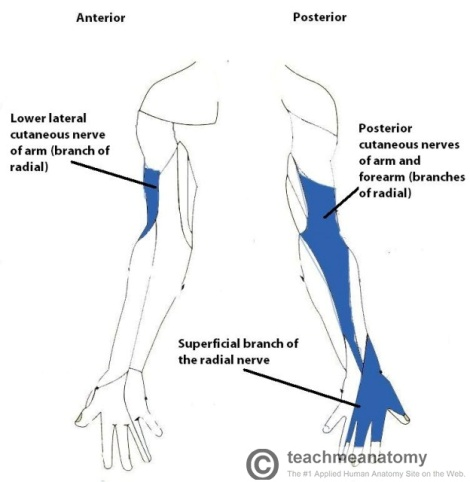 Anterior
Posterior
Lower lateral
cutaneous nerve
of arm (branch of
radial)
Posterior
cutaneous nerves
of arm and
forearm (branches
of radial)
Superficial branch of
the radial nerve
© teachmeanatomy
The #1 Applied Human Anatomy Site on the Web.